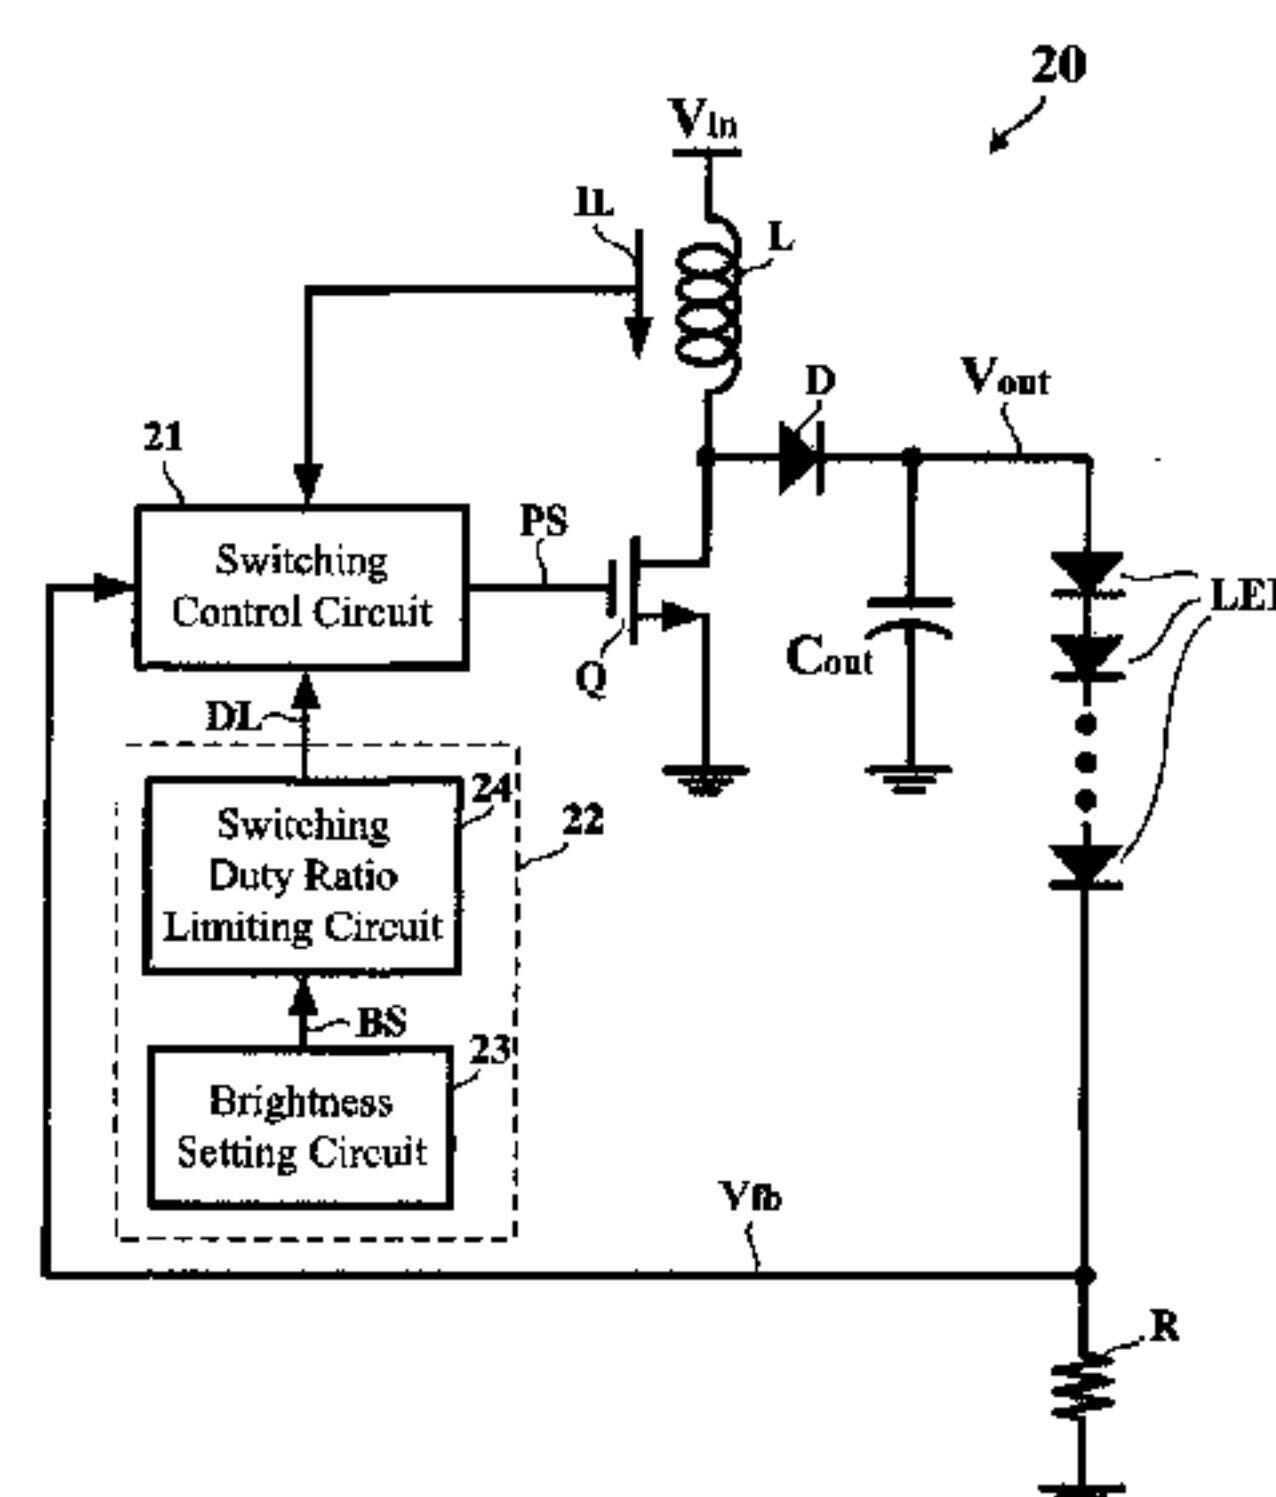 20
Vin
IL
L
D
Vout
21
Switching
Control Circuit
PS
Q
Cout
DL
24
22
Switching
Duty Ratio
Limiting Circuit
BS
23
Brightness
Setting Circuit
Vfb
R